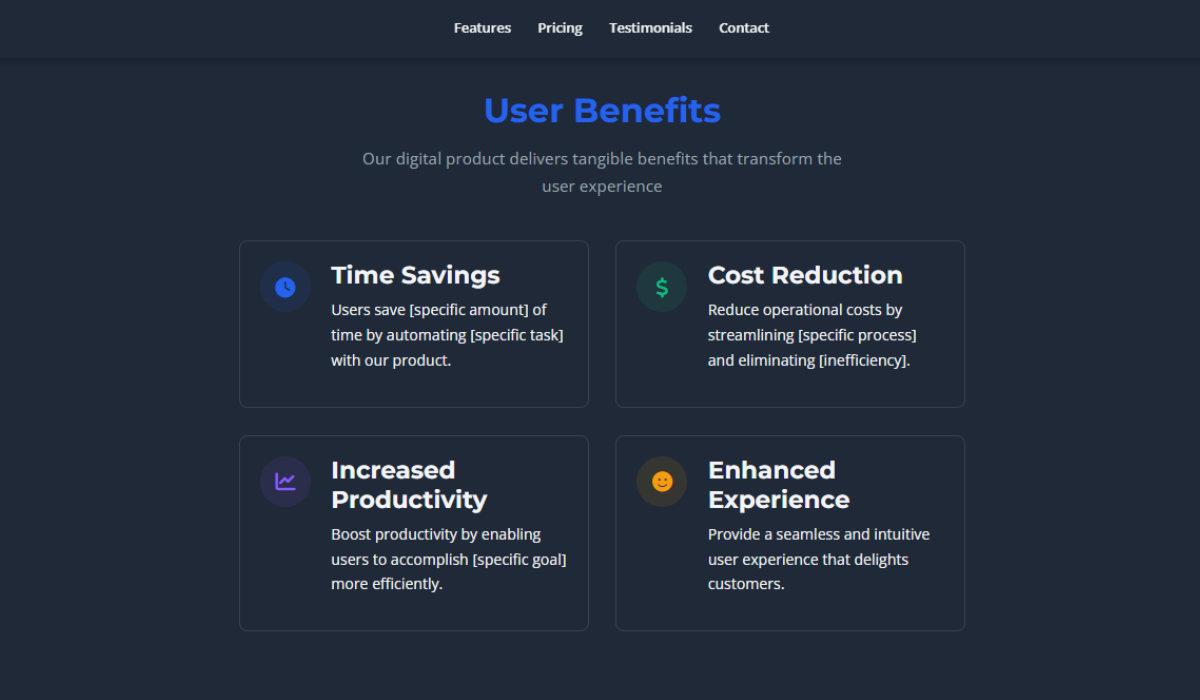 Features Pricing Testimonials Contact
User Benefits
Our digital product delivers tangible benefits that transform the
user experience
Time Savings
Users save [specific amount] of
time by automating [specific task]
with our product.
Cost Reduction
Reduce operational costs by
streamlining [specific process]
and eliminating [inefficiency].
Increased
Productivity
Boost productivity by enabling
users to accomplish [specific goal]
more efficiently.
Enhanced
Experience
Provide a seamless and intuitive
user experience that delights
customers.